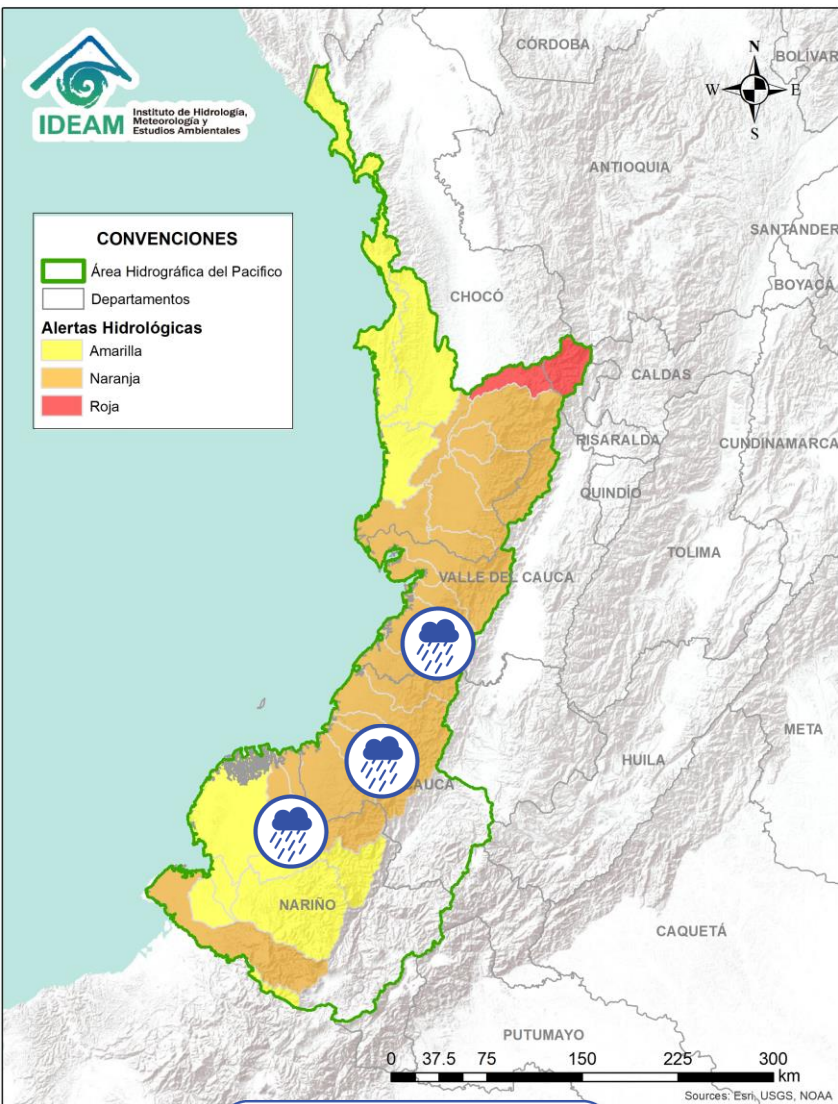 IDEAM
Instituto de Hidrología,
Meteorología y
Estudios Ambientales
CÓRDOBA
BOLÍVAR
N
W
E
S
ANTIOQUIA
SANTANDER
BOYACÁ
CONVENCIONES
Área Hidrográfica del Pacifico
Departamentos
Alertas Hidrológicas
Amarilla
Naranja
Roja
CHOCÓ
CALDAS
RISARALDA
CUNDINAMARCA
QUINDÍO
TOLIMA
VALLE DEL CAUCA
META
HUILA
CAUCA
NARIÑO
CAQUETÁ
PUTUMAYO
0 37.5 75 150 225 300
km
Sources: Esri, USGS, NOAA